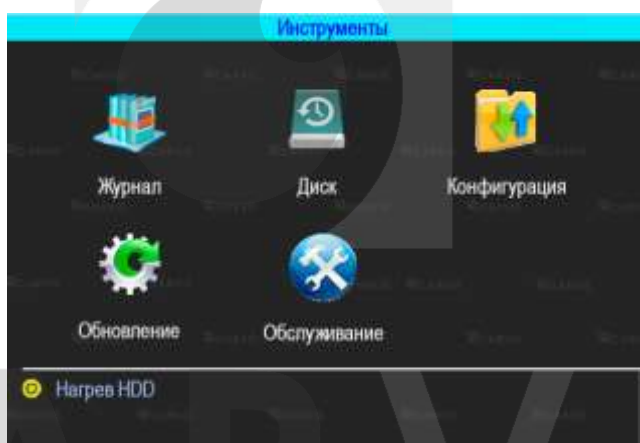 Инструменты
Журнал
Диск
Конфигурация
Обновление
Обслуживание
Нагрев HDD